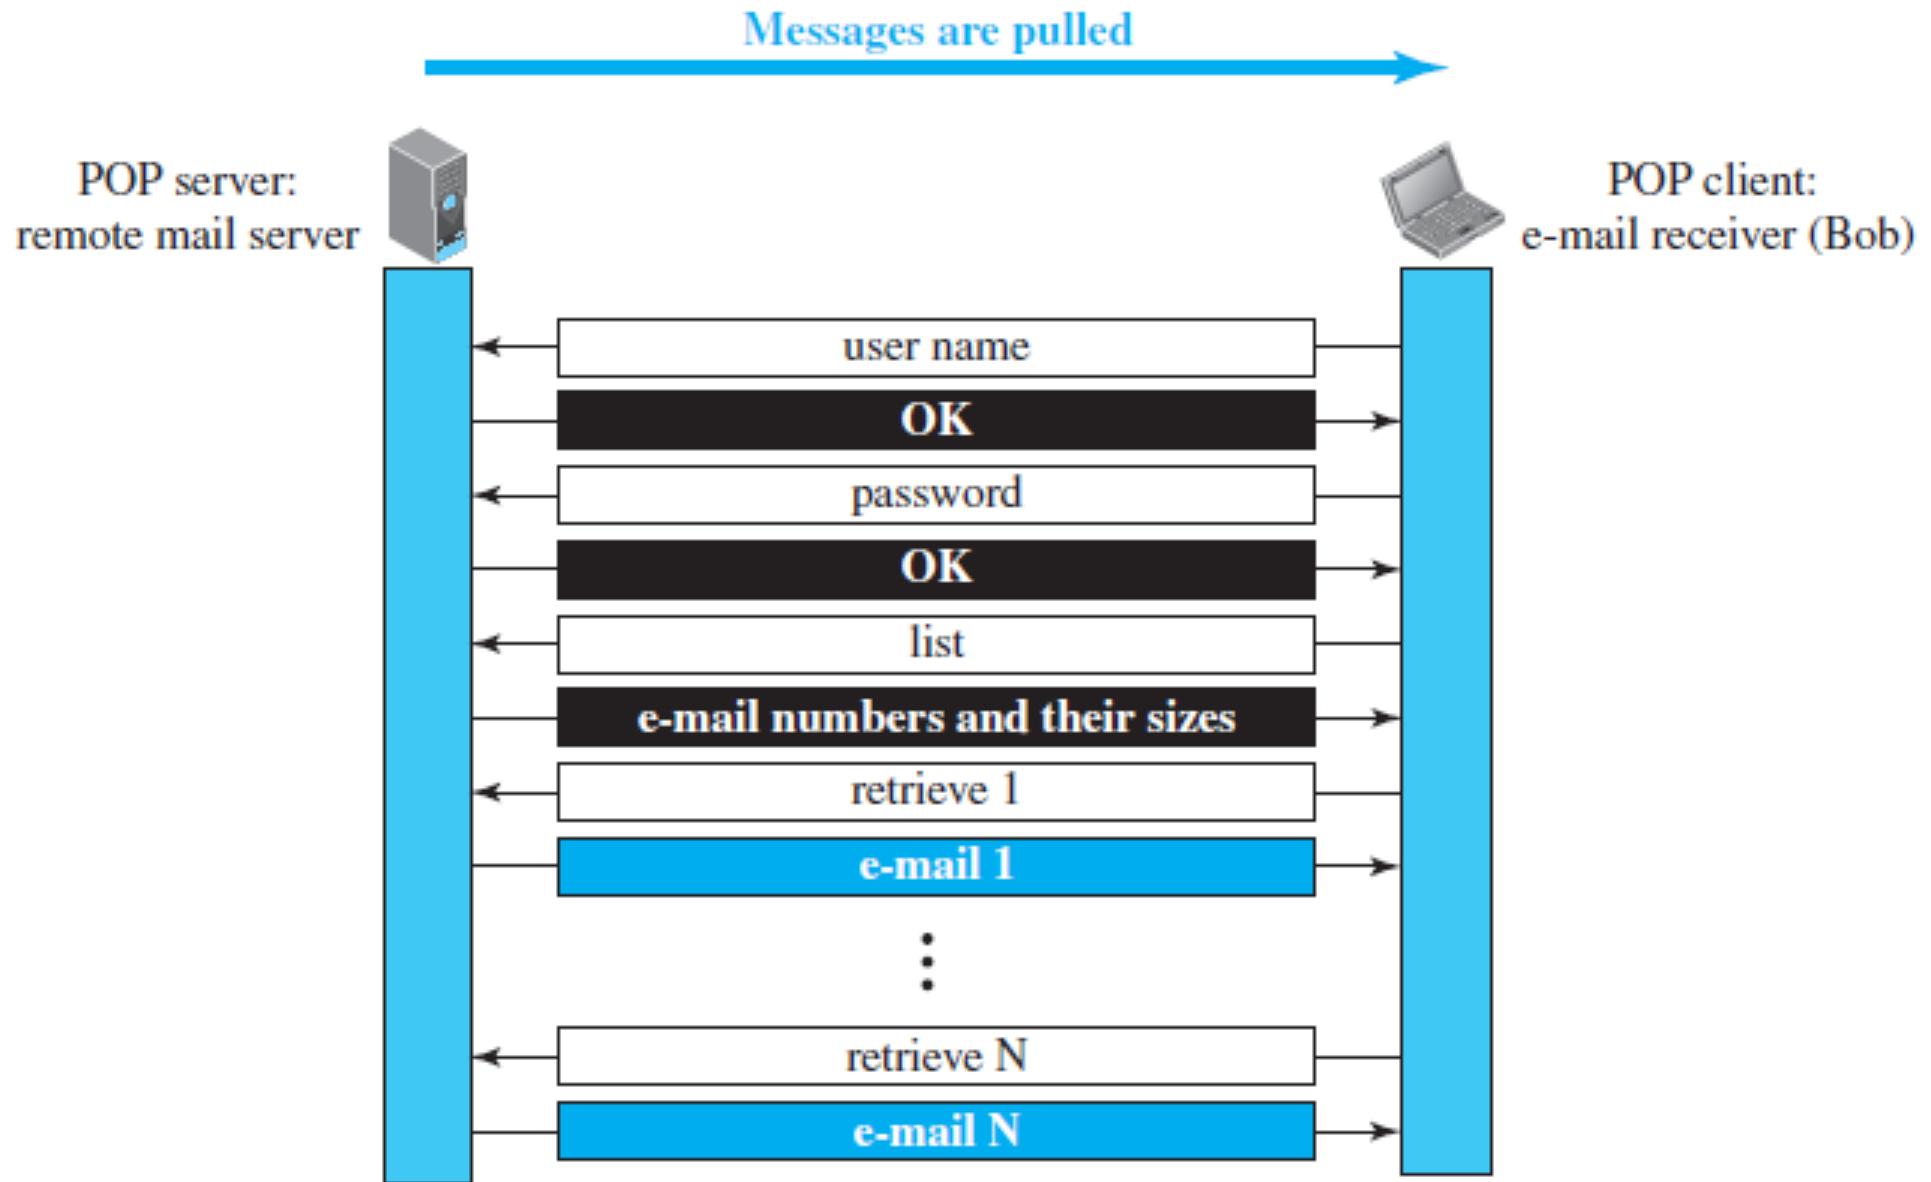 Messages are pulled
POP server:
remote mail server
POP client:
e-mail receiver (Bob)
user name
OK
password
OK
list
e-mail numbers and their sizes
retrieve 1
e-mail 1
retrieve N
e-mail N